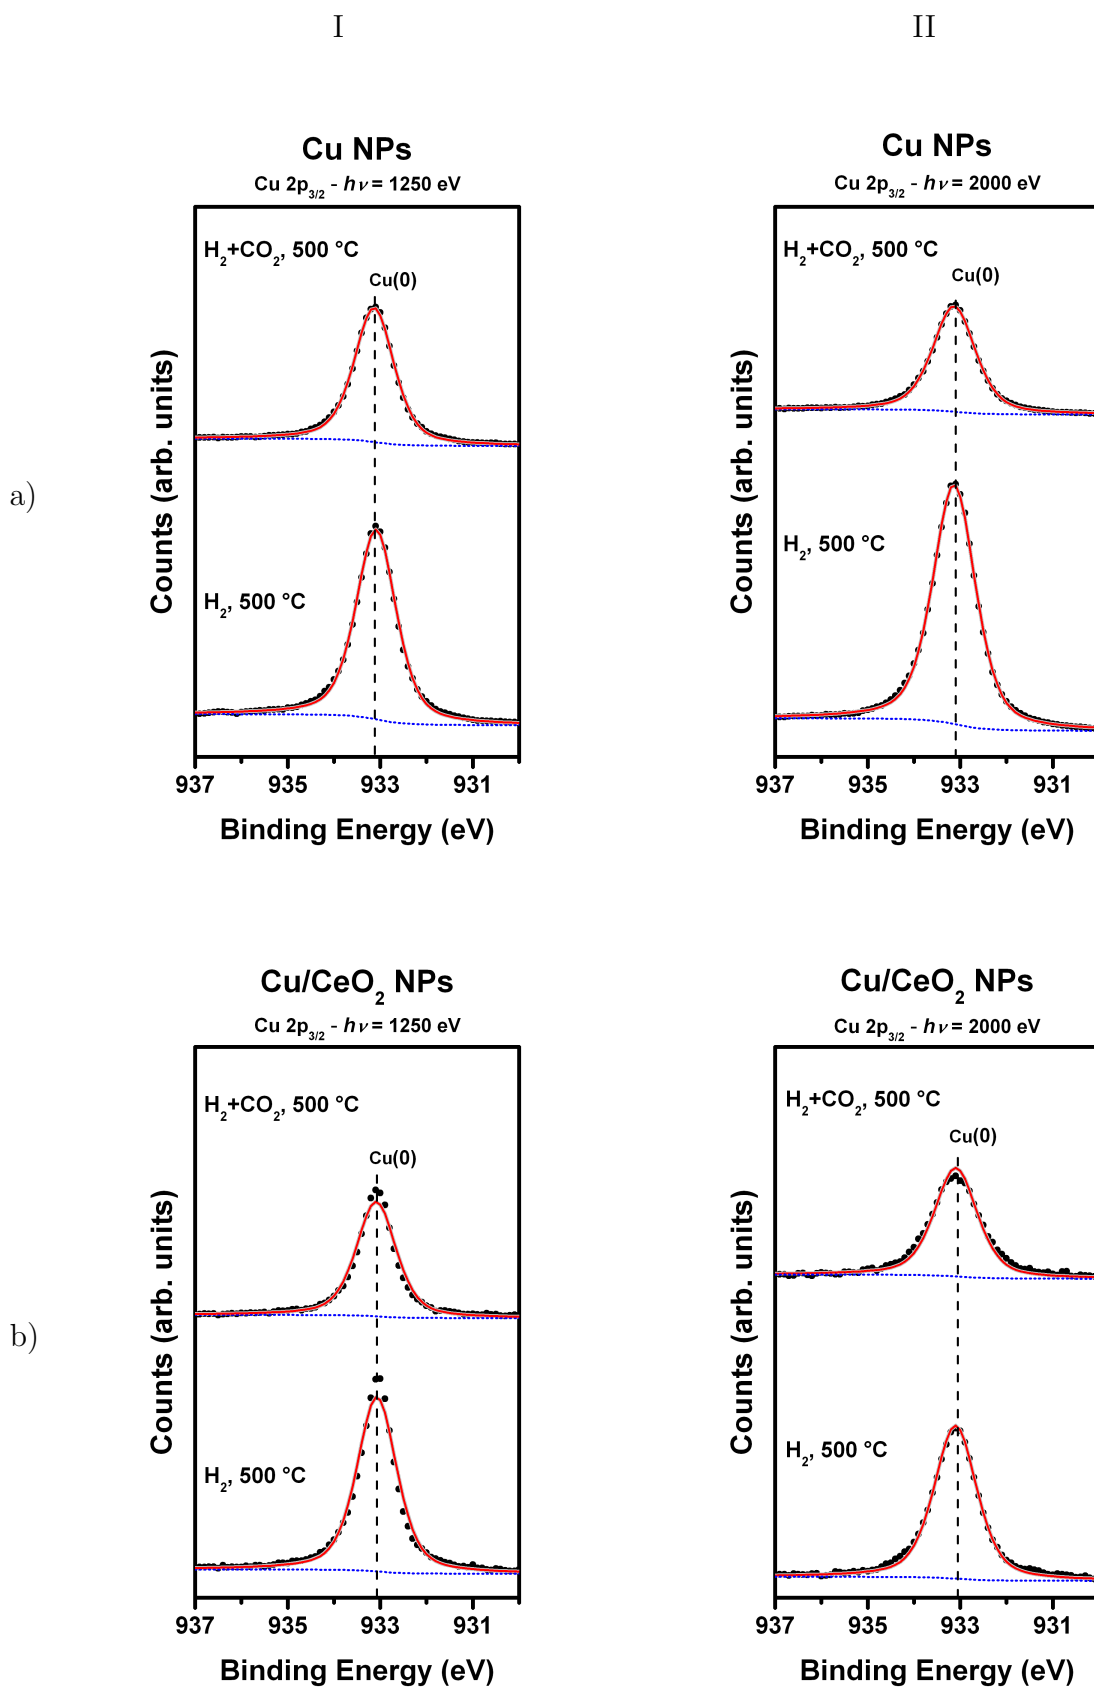 I
II
a)
Cu NPs
Cu 2p3/2 - hν = 1250 eV
H2+CO2, 500 °C
Cu(0)
H2, 500 °C
Counts (arb. units)
937 935 933 931
Binding Energy (eV)
Cu NPs
Cu 2p3/2 - hν = 2000 eV
H2+CO2, 500 °C
Cu(0)
H2, 500 °C
Counts (arb. units)
937 935 933 931
Binding Energy (eV)
b)
Cu/CeO2 NPs
Cu 2p3/2 - hν = 1250 eV
H2+CO2, 500 °C
Cu(0)
H2, 500 °C
Counts (arb. units)
937 935 933 931
Binding Energy (eV)
Cu/CeO2 NPs
Cu 2p3/2 - hν = 2000 eV
H2+CO2, 500 °C
Cu(0)
H2, 500 °C
Counts (arb. units)
937 935 933 931
Binding Energy (eV)